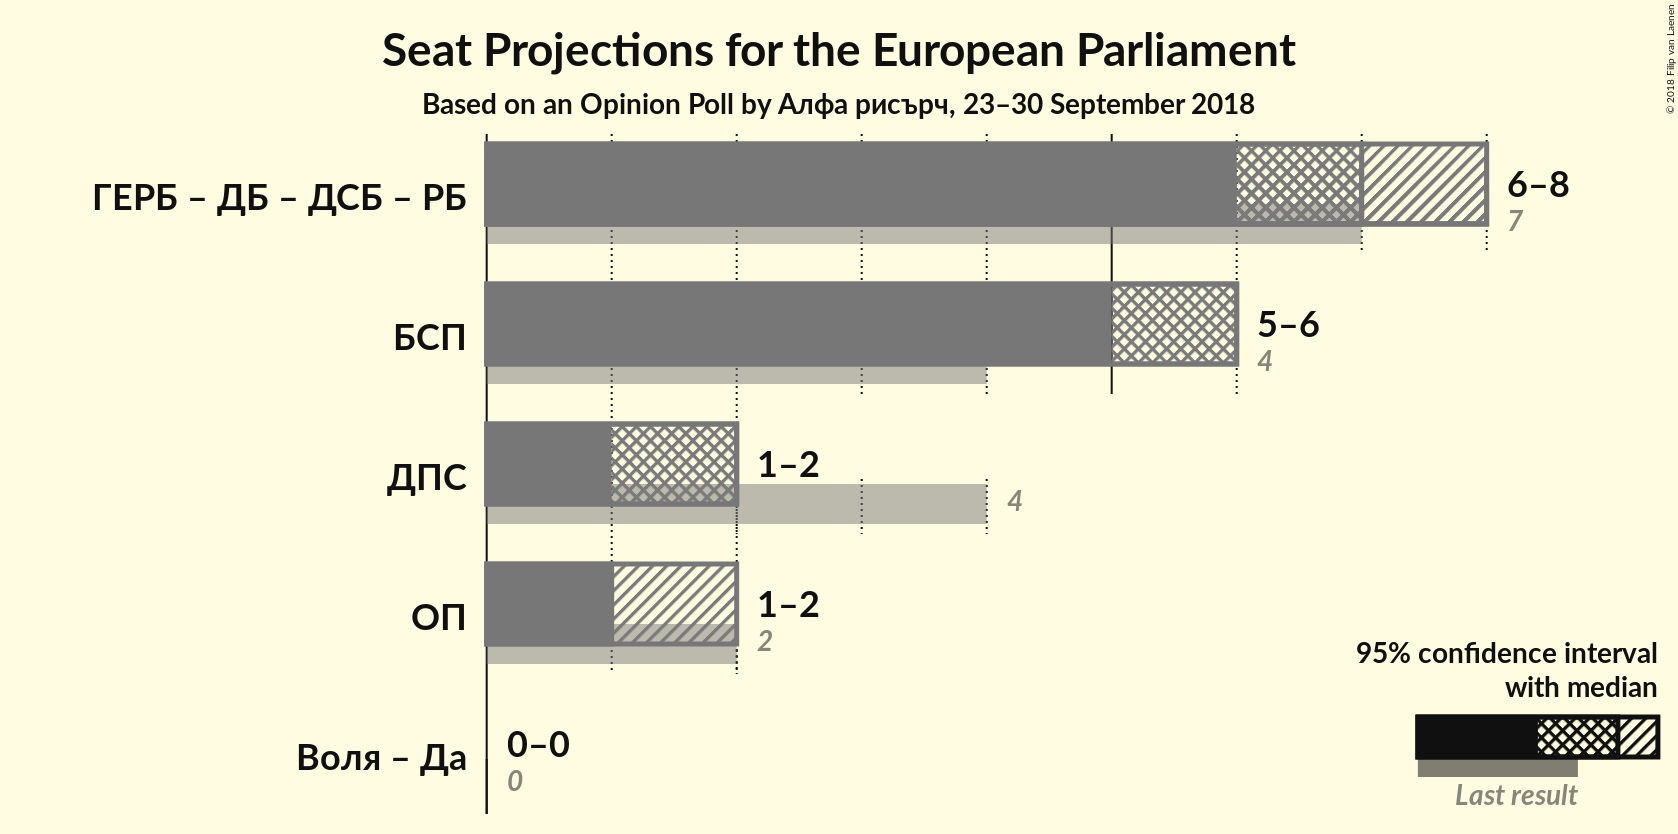 Seat Projections for the European Parliament
Based on an Opinion Poll by Алфа рисърч, 23–30 September 2018
© 2018 Filip van Laenen
ГЕРБ – ДБ – ДСБ – РБ
6–8
7
БСП
5–6
4
ДПС
1–2
4
ОП
1–2
2
Воля – Да
0–0
0
95% confidence interval
with median
Last result